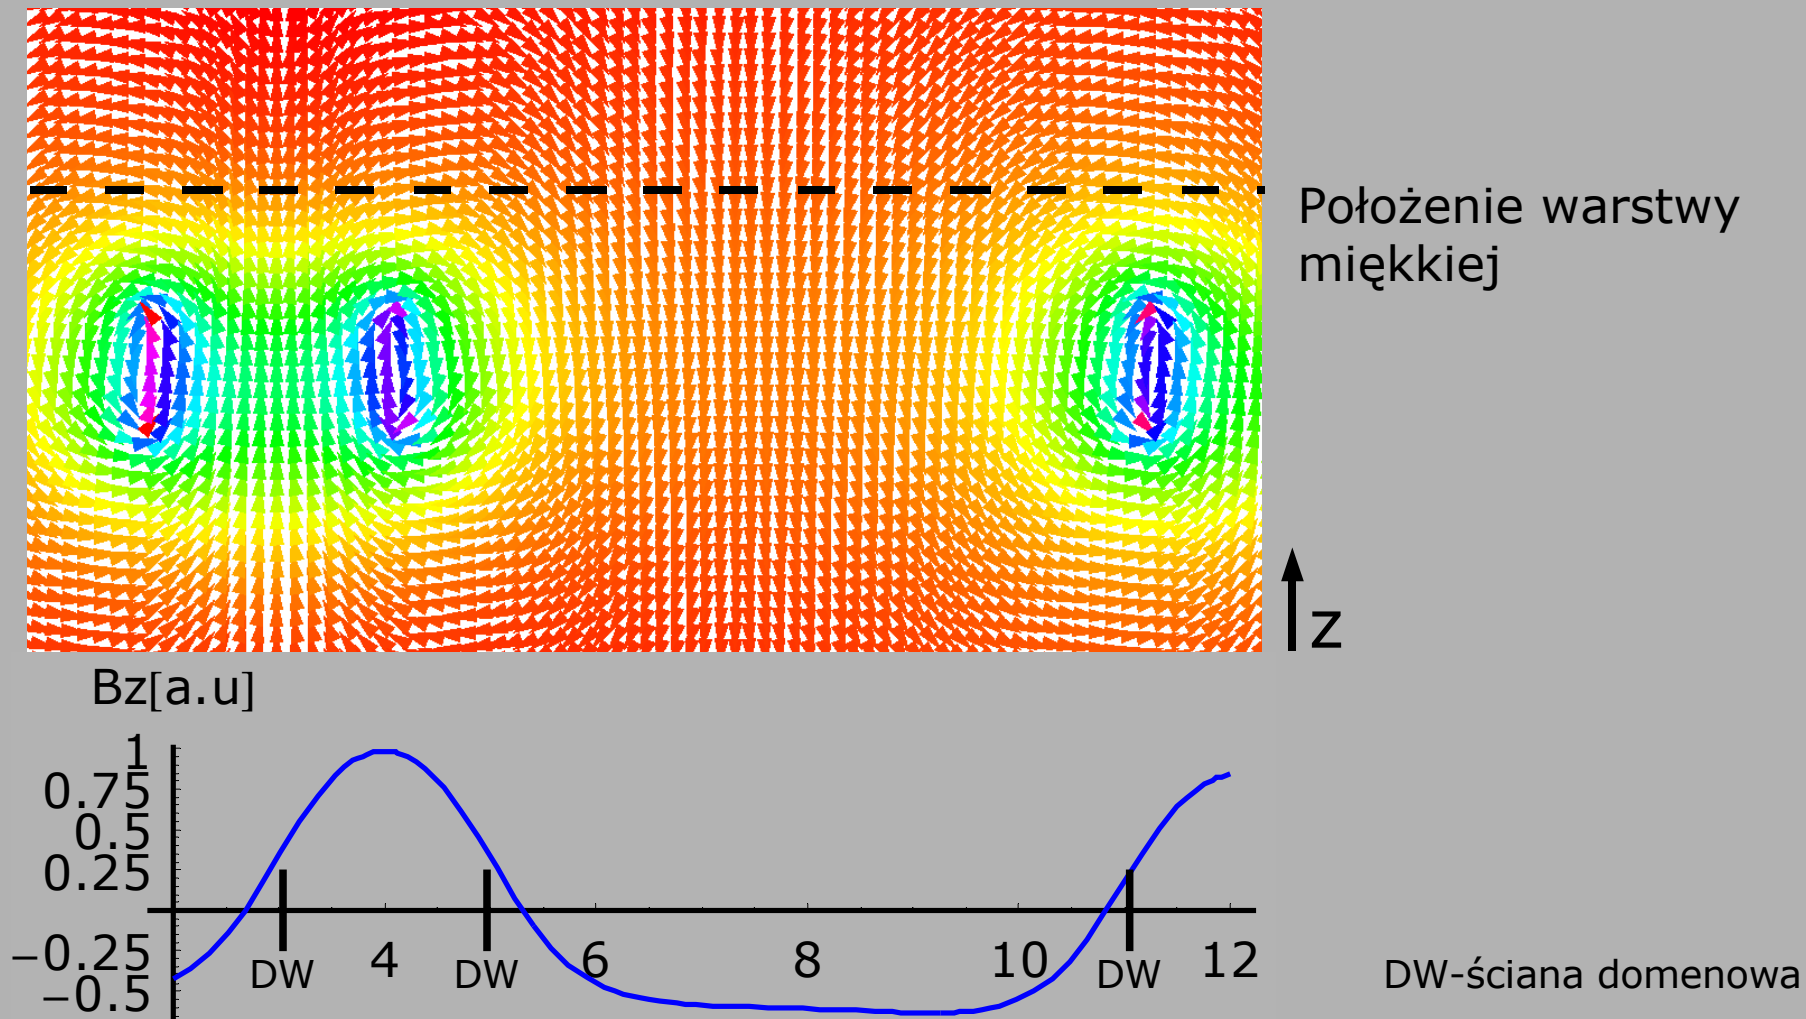 Położenie warstwy
miękkiej
z
Bz[a.u]
1
0.75
0.5
0.25
−0.25
−0.5
DW 4 DW 6 8 10 DW 12
DW-ściana domenowa